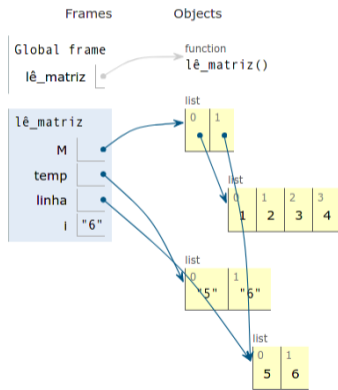 Frames Objects
Global frame
lê_matriz
function
lê_matriz()
lê_matriz
M
temp
linha
l "6"
list
0 1
list
0 1 2 3
1 2 3 4
list
0 1
"5" "6"
list
0 1
5 6